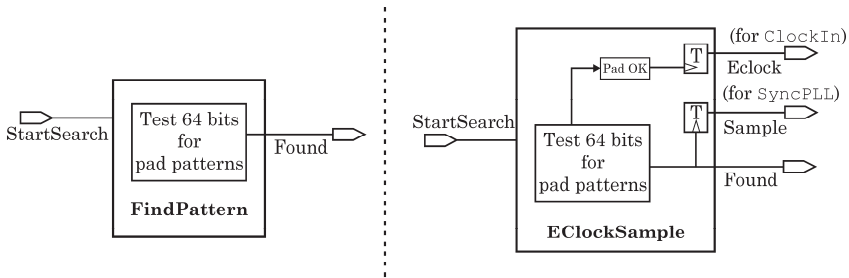 StartSearch
Test 64 bits
for
pad patterns
Found
FindPattern
(for ClockIn)
T
Pad OK
Eclock
(for SyncPLL)
StartSearch
T
Sample
Test 64 bits
for
pad patterns
Found
EClockSample